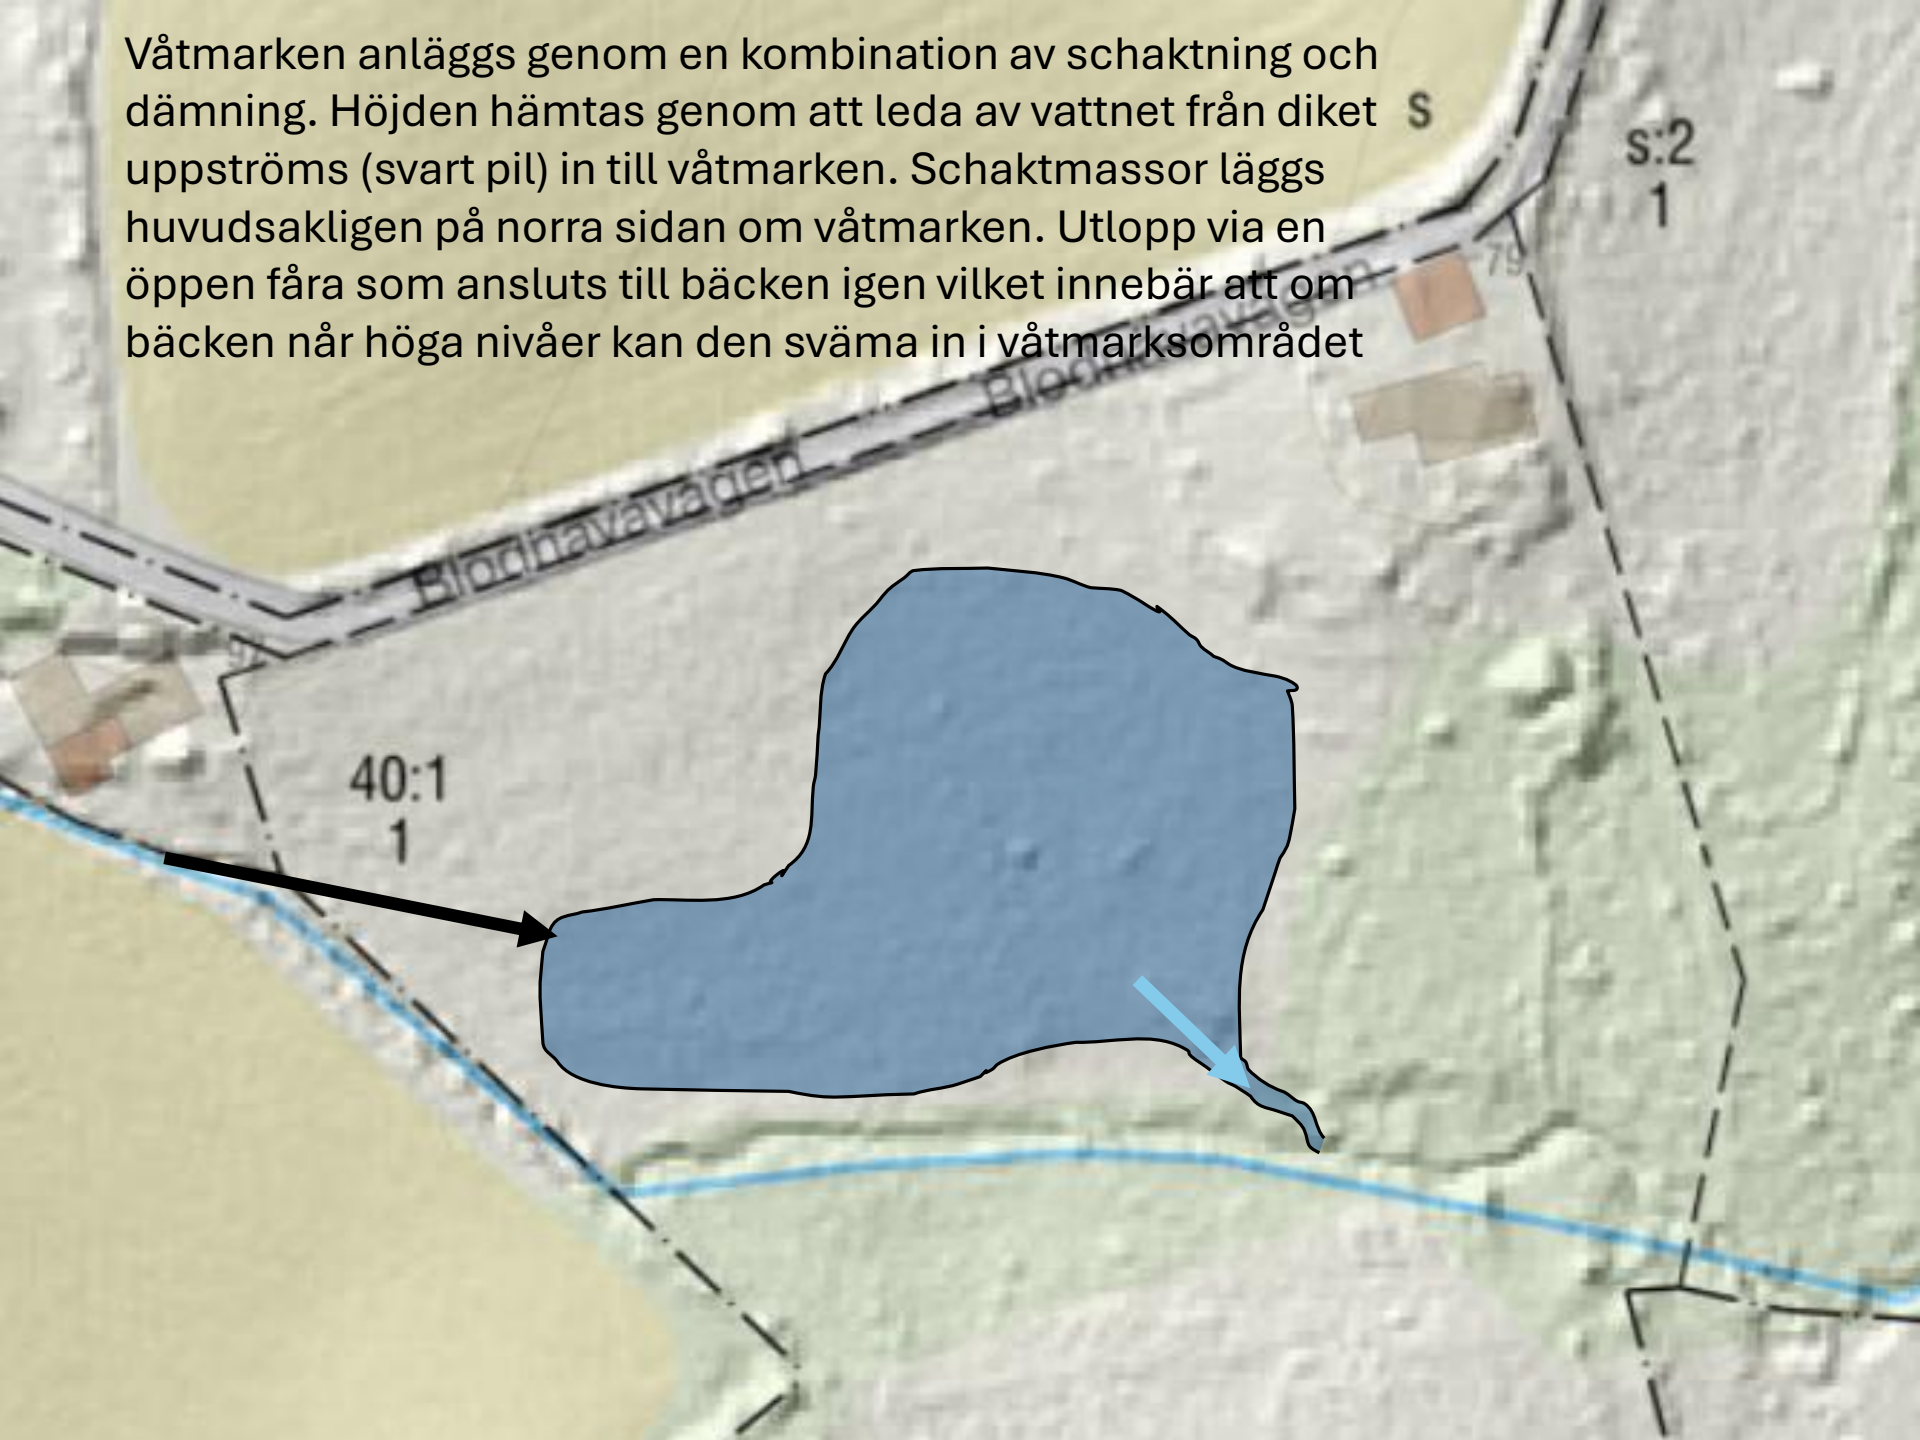 Våtmarken anläggs genom en kombination av schaktning och
dämning. Höjden hämtas genom att leda av vattnet från diket
uppströms (svart pil) in till våtmarken. Schaktmassor läggs
huvudsakligen på norra sidan om våtmarken. Utlopp via en
öppen fåra som ansluts till bäcken igen vilket innebär att om
bäcken når höga nivåer kan den sväma in i våtmarksområdet
S
s:2
1
79
Blodhavavägen
Blodhavavägen
97
40:1
1